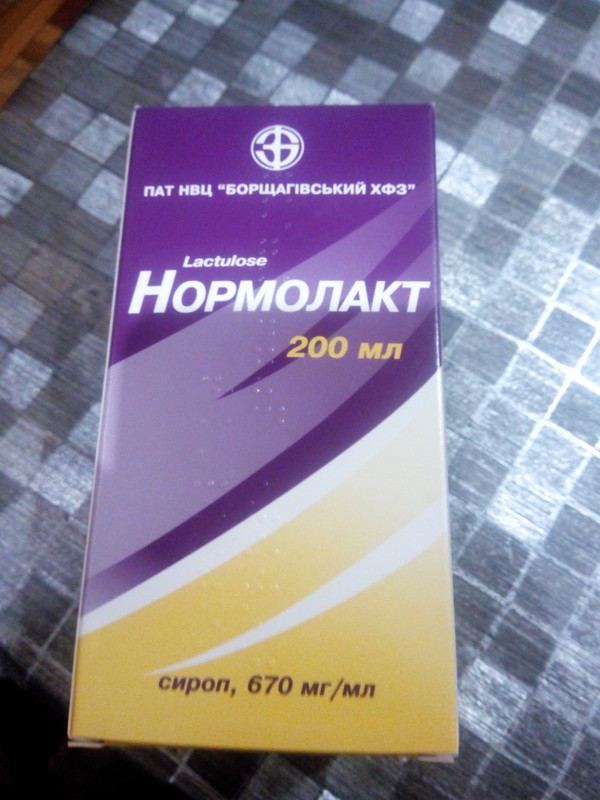 ПАТ НВЦ "БОРЩАГІВСЬКИЙ ХФЗ"
Lactulose
НОРМОЛАКТ
200 мл
сироп, 670 мг/мл